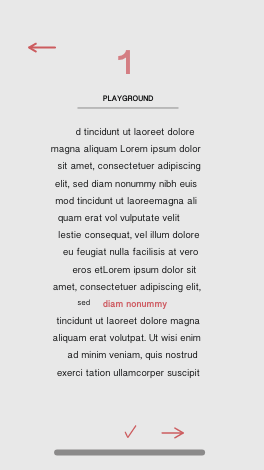 1
PLAYGROUND
d tincidunt ut laoreet dolore
magna aliquam Lorem ipsum dolor
sit amet, consectetuer adipiscing
elit, sed diam nonummy nibh euis
mod tincidunt ut laoreemagna ali
quam erat vol vulputate velit
lestie consequat, vel illum dolore
eu feugiat nulla facilisis at vero
eros etLorem ipsum dolor sit
amet, consectetuer adipiscing elit,
sed diam nonummy
tincidunt ut laoreet dolore magna
aliquam erat volutpat. Ut wisi enim
ad minim veniam, quis nostrud
exerci tation ullamcorper suscipit